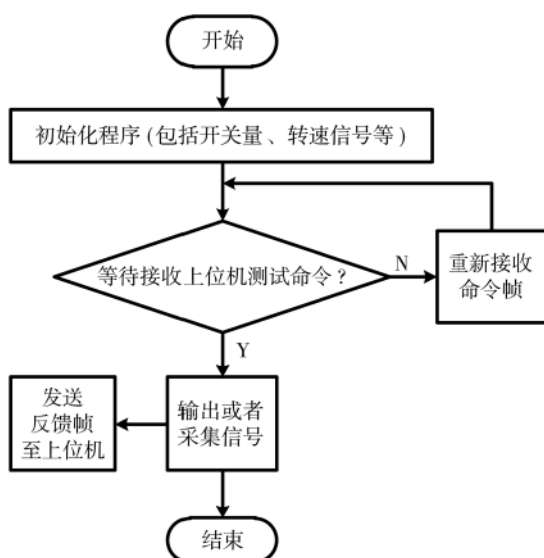 开始
初始化程序(包括开关量、转速信号等)
等待接收上位机测试命令?
N
重新接收
命令帧
Y
发送
反馈帧
至上位机
输出或者
采集信号
结束